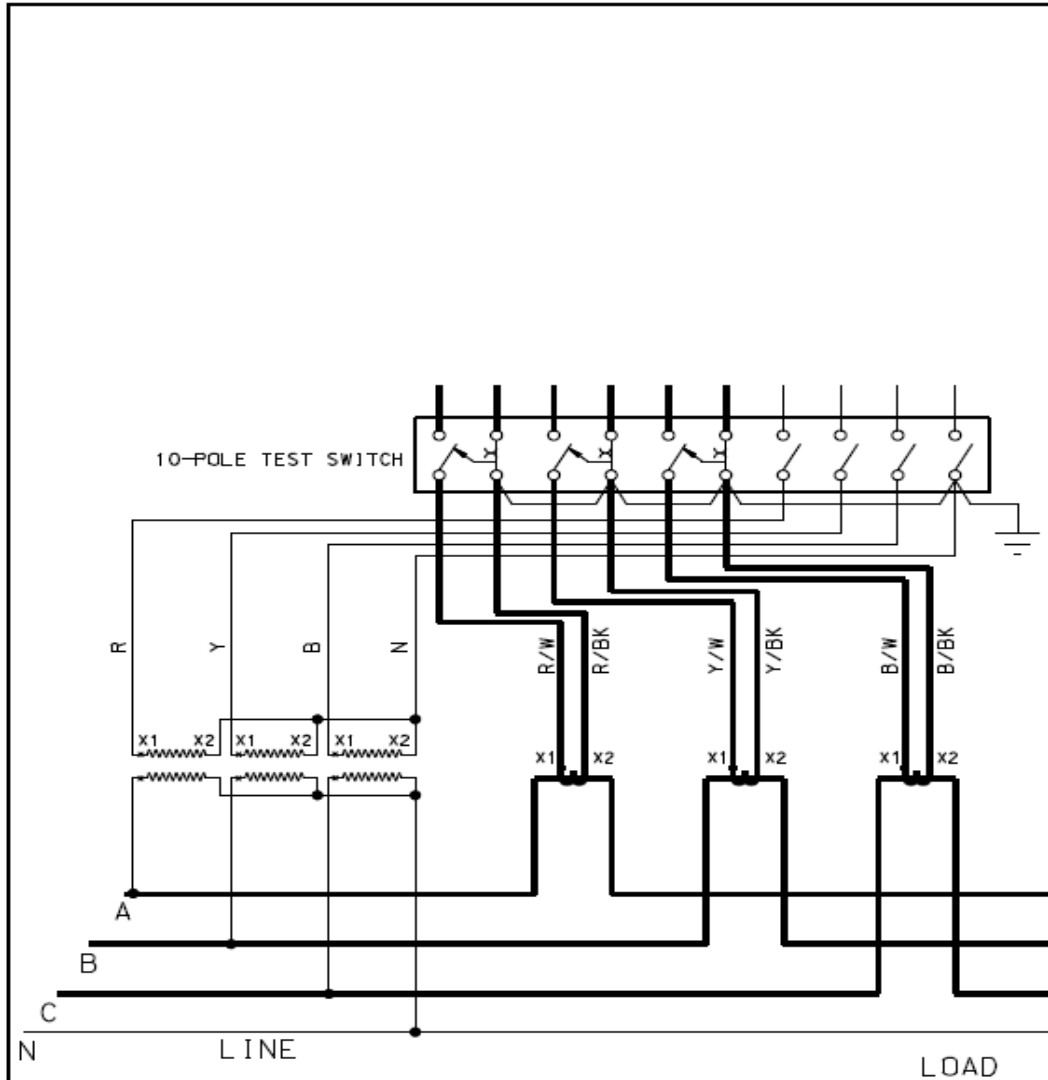 10-POLE TEST SWITCH
R
Y
B
N
R/W
R/BK
Y/W
Y/BK
B/W
B/BK
X1
X2
X1
X2
X1
X2
X1
X2
X1
X2
X1
X2
A
B
C
N
LINE
LOAD